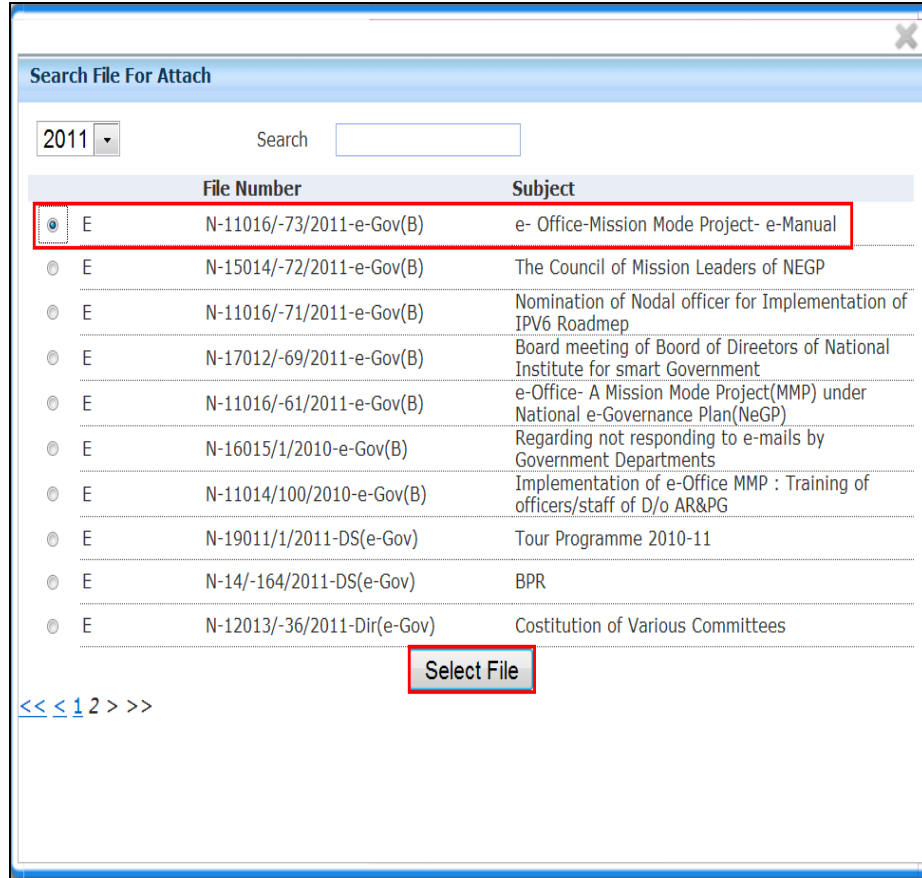 Search File For Attach
2011 Search
File Number Subject
E N-11016/-73/2011-e-Gov(B) e- Office-Mission Mode Project- e-Manual
E N-15014/-72/2011-e-Gov(B) The Council of Mission Leaders of NEGP
E N-11016/-71/2011-e-Gov(B) Nomination of Nodal officer for Implementation of
IPV6 Roadmep
E N-17012/-69/2011-e-Gov(B) Board meeting of Boord of Direetors of National
Institute for smart Government
E N-11016/-61/2011-e-Gov(B) e-Office- A Mission Mode Project(MMP) under
National e-Governance Plan(NeGP)
E N-16015/1/2010-e-Gov(B) Regarding not responding to e-mails by
Government Departments
E N-11014/100/2010-e-Gov(B) Implementation of e-Office MMP : Training of
officers/staff of D/o AR&PG
E N-19011/1/2011-DS(e-Gov) Tour Programme 2010-11
E N-14/-164/2011-DS(e-Gov) BPR
E N-12013/-36/2011-Dir(e-Gov) Costitution of Various Committees
Select File
<< < 1 2 > >>